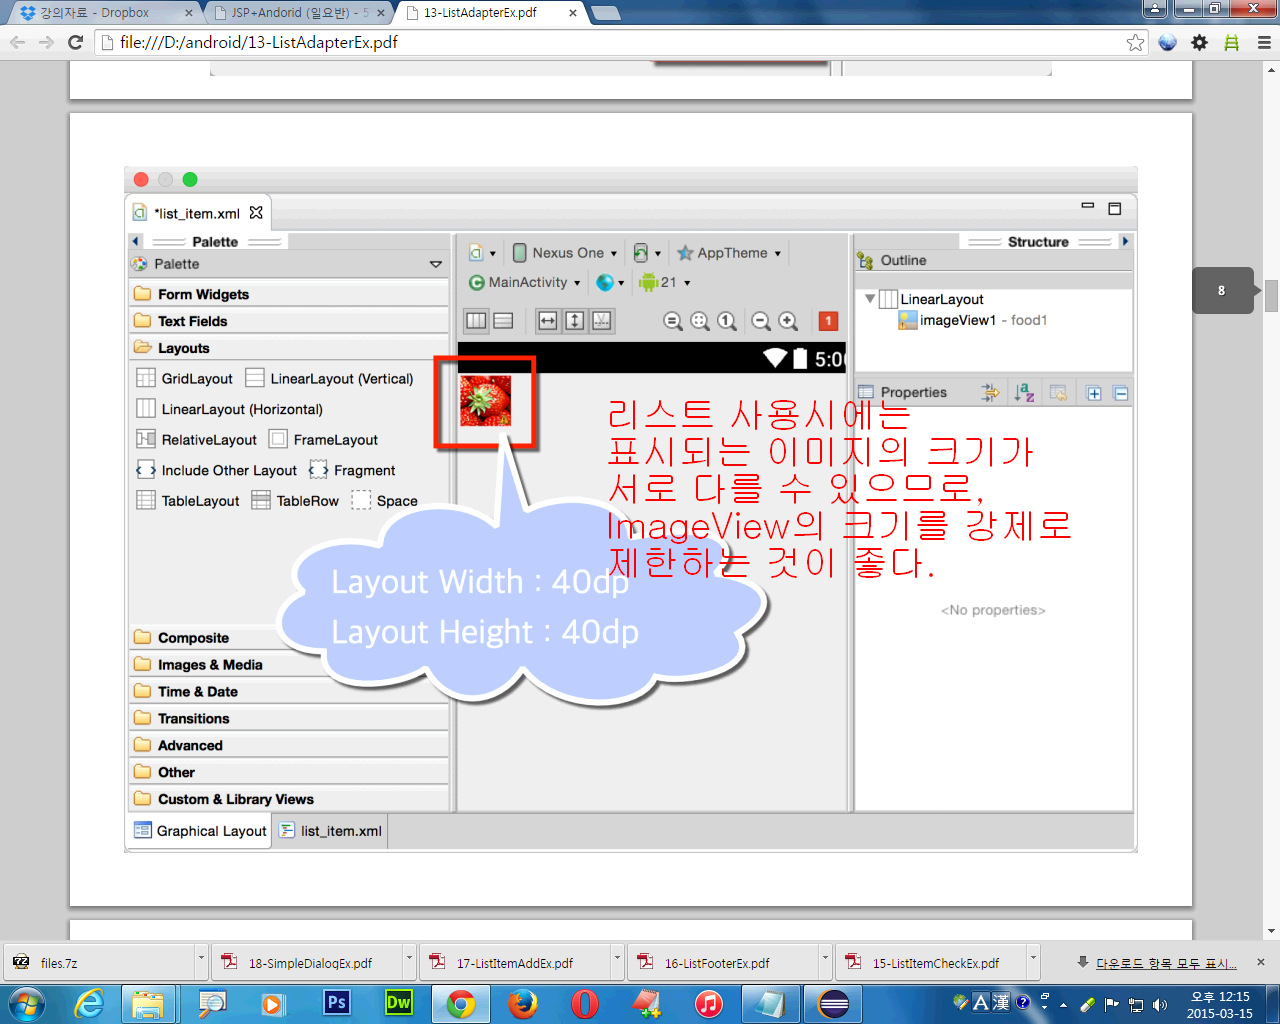 강의자료 - Dropbox
JSP+Andorid (일요반) - 5
13-ListAdapterEx.pdf
file:///D:/android/13-ListAdapterEx.pdf
*list_item.xml
Palette
Palette
Form Widgets
Text Fields
Layouts
GridLayout
LinearLayout (Vertical)
LinearLayout (Horizontal)
RelativeLayout
FrameLayout
Include Other Layout
Fragment
TableLayout
TableRow
Space
Composite
Images & Media
Time & Date
Transitions
Advanced
Other
Custom & Library Views
Graphical Layout
list_item.xml
Nexus One
AppTheme
MainActivity
21
1
1
5:0
Structure
Outline
LinearLayout
imageView1 - food1
Properties
<No properties>
리스트 사용시에는
표시되는 이미지의 크기가
서로 다를 수 있으므로,
ImageView의 크기를 강제로
제한하는 것이 좋다.
Layout Width : 40dp
Layout Height : 40dp
8
files.7z
18-SimpleDialogEx.pdf
17-ListItemAddEx.pdf
16-ListFooterEx.pdf
15-ListItemCheckEx.pdf
다운로드 항목 모두 표시...
Ps
Dw
A 漢
오후 12:15
2015-03-15